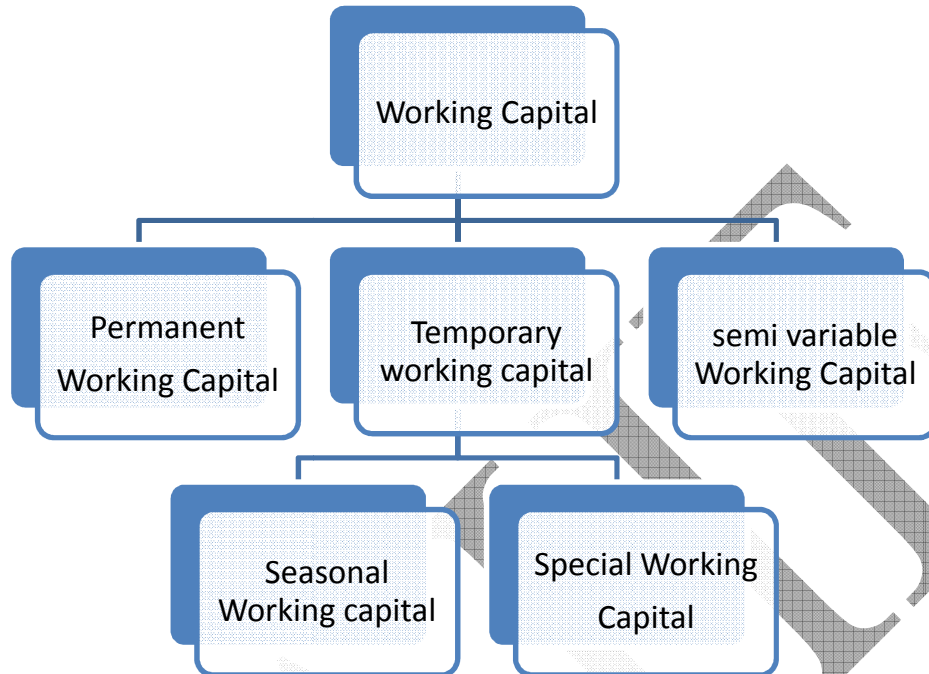 Working Capital
Permanent
Working Capital
Temporary
working capital
semi variable
Working Capital
Seasonal
Working capital
Special Working
Capital